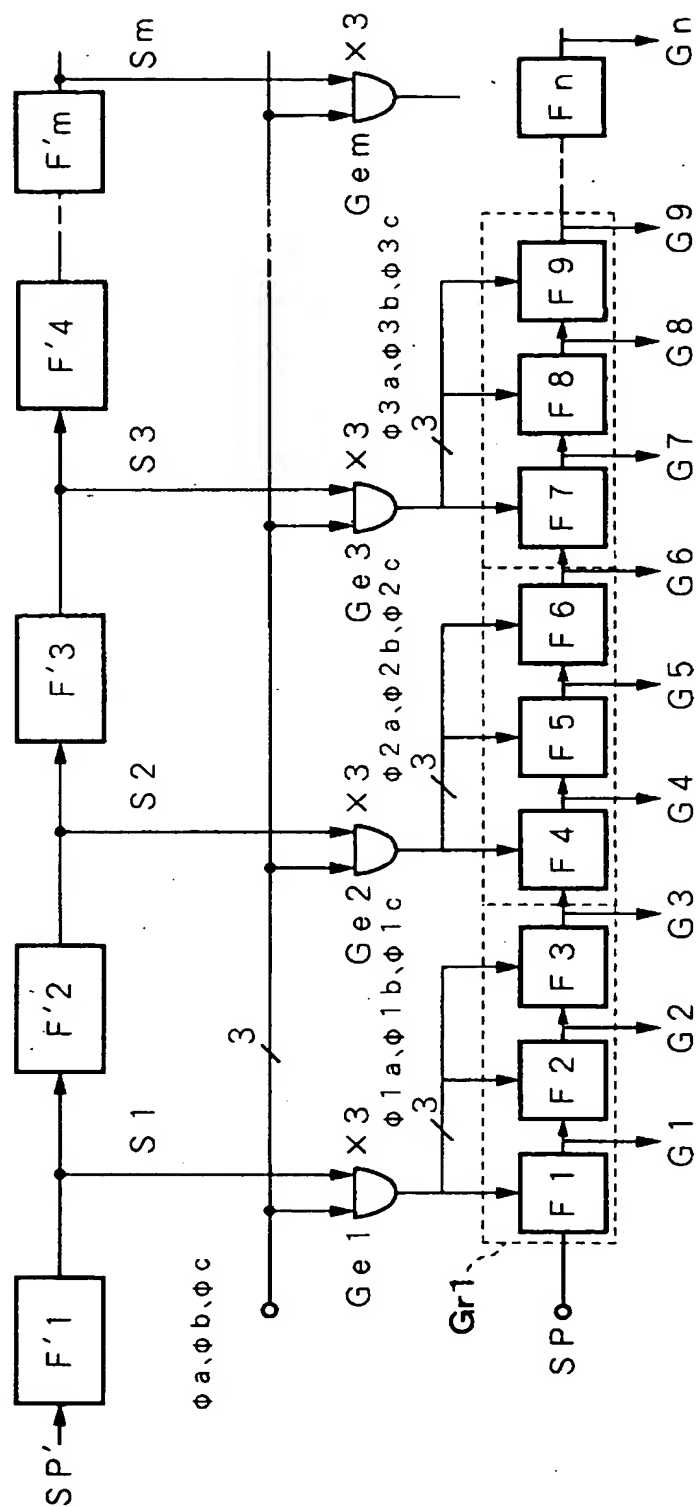 SP' F'1 F'2 F'3 F'4 F'm
S1 S2 S3 Sm
φa、φb、φc 3
Ge1 ×3 Ge2 ×3 Ge3 ×3 Gem ×3
φ1a、φ1b、φ1c φ2a、φ2b、φ2c φ3a、φ3b、φ3c
3 3 3
Gr1
SP F1 F2 F3 F4 F5 F6 F7 F8 F9 Fn
G1 G2 G3 G4 G5 G6 G7 G8 G9 Gn